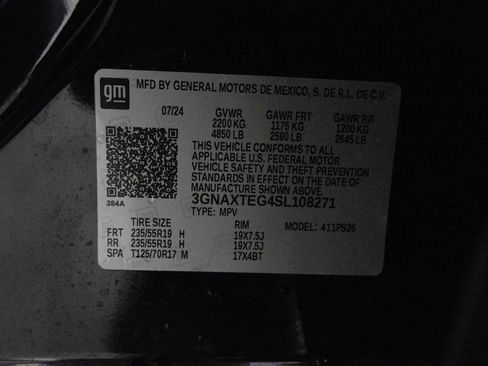 gm
MFD BY GENERAL MOTORS DE MEXICO, S. DE R.L. DE C.V.
07/24 GVWR GAWR FRT GAWR RR
2200 KG 1175 KG 1200 KG
4850 LB 2590 LB 2645 LB
THIS VEHICLE CONFORMS TO ALL
APPLICABLE U.S. FEDERAL MOTOR
VEHICLE SAFETY AND THEFT PREVENTION
STANDARDS IN EFFECT ON THE DATE OF
MANUFACTURE SHOWN ABOVE.
384A 3GNAXTEG4SL108271
TYPE: MPV
TIRE SIZE RIM MODEL: 411PS26
FRT 235/55R19 H 19X7.5J
RR 235/55R19 H 19X7.5J
SPA T125/70R17 M 17X4BT